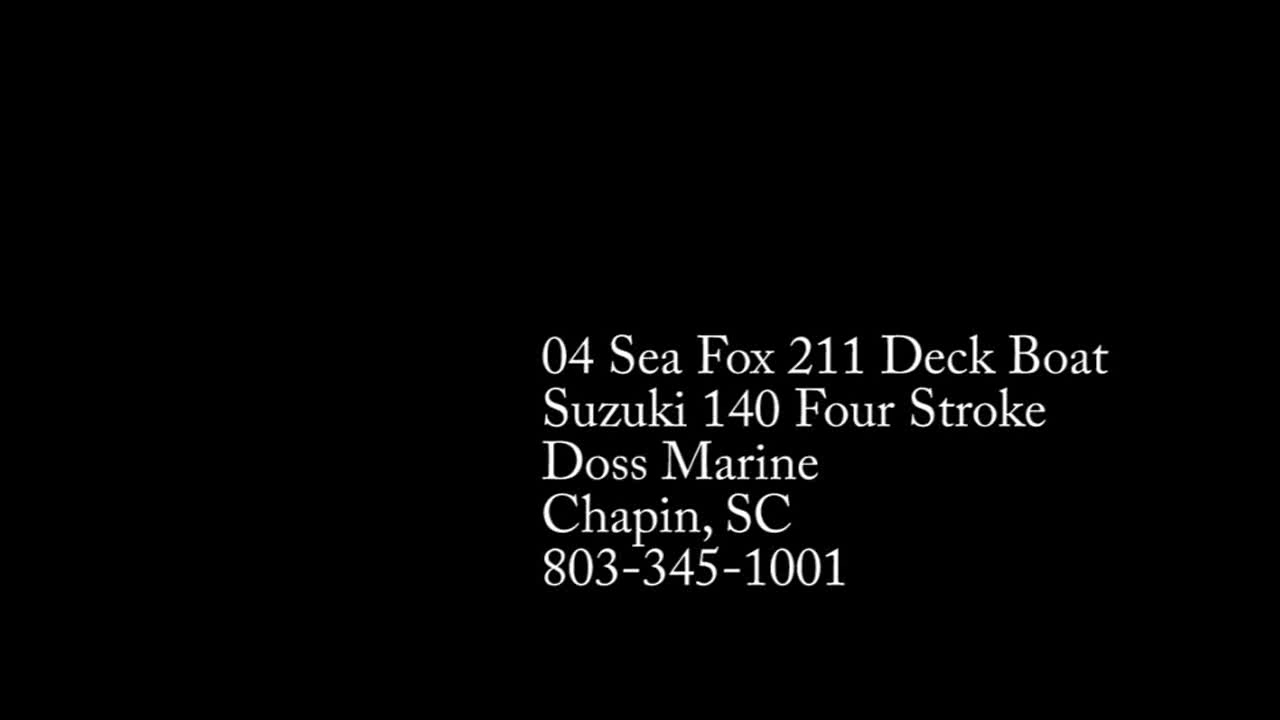 04 Sea Fox 211 Deck Boat
Suzuki 140 Four Stroke
Doss Marine
Chapin, SC
803-345-1001